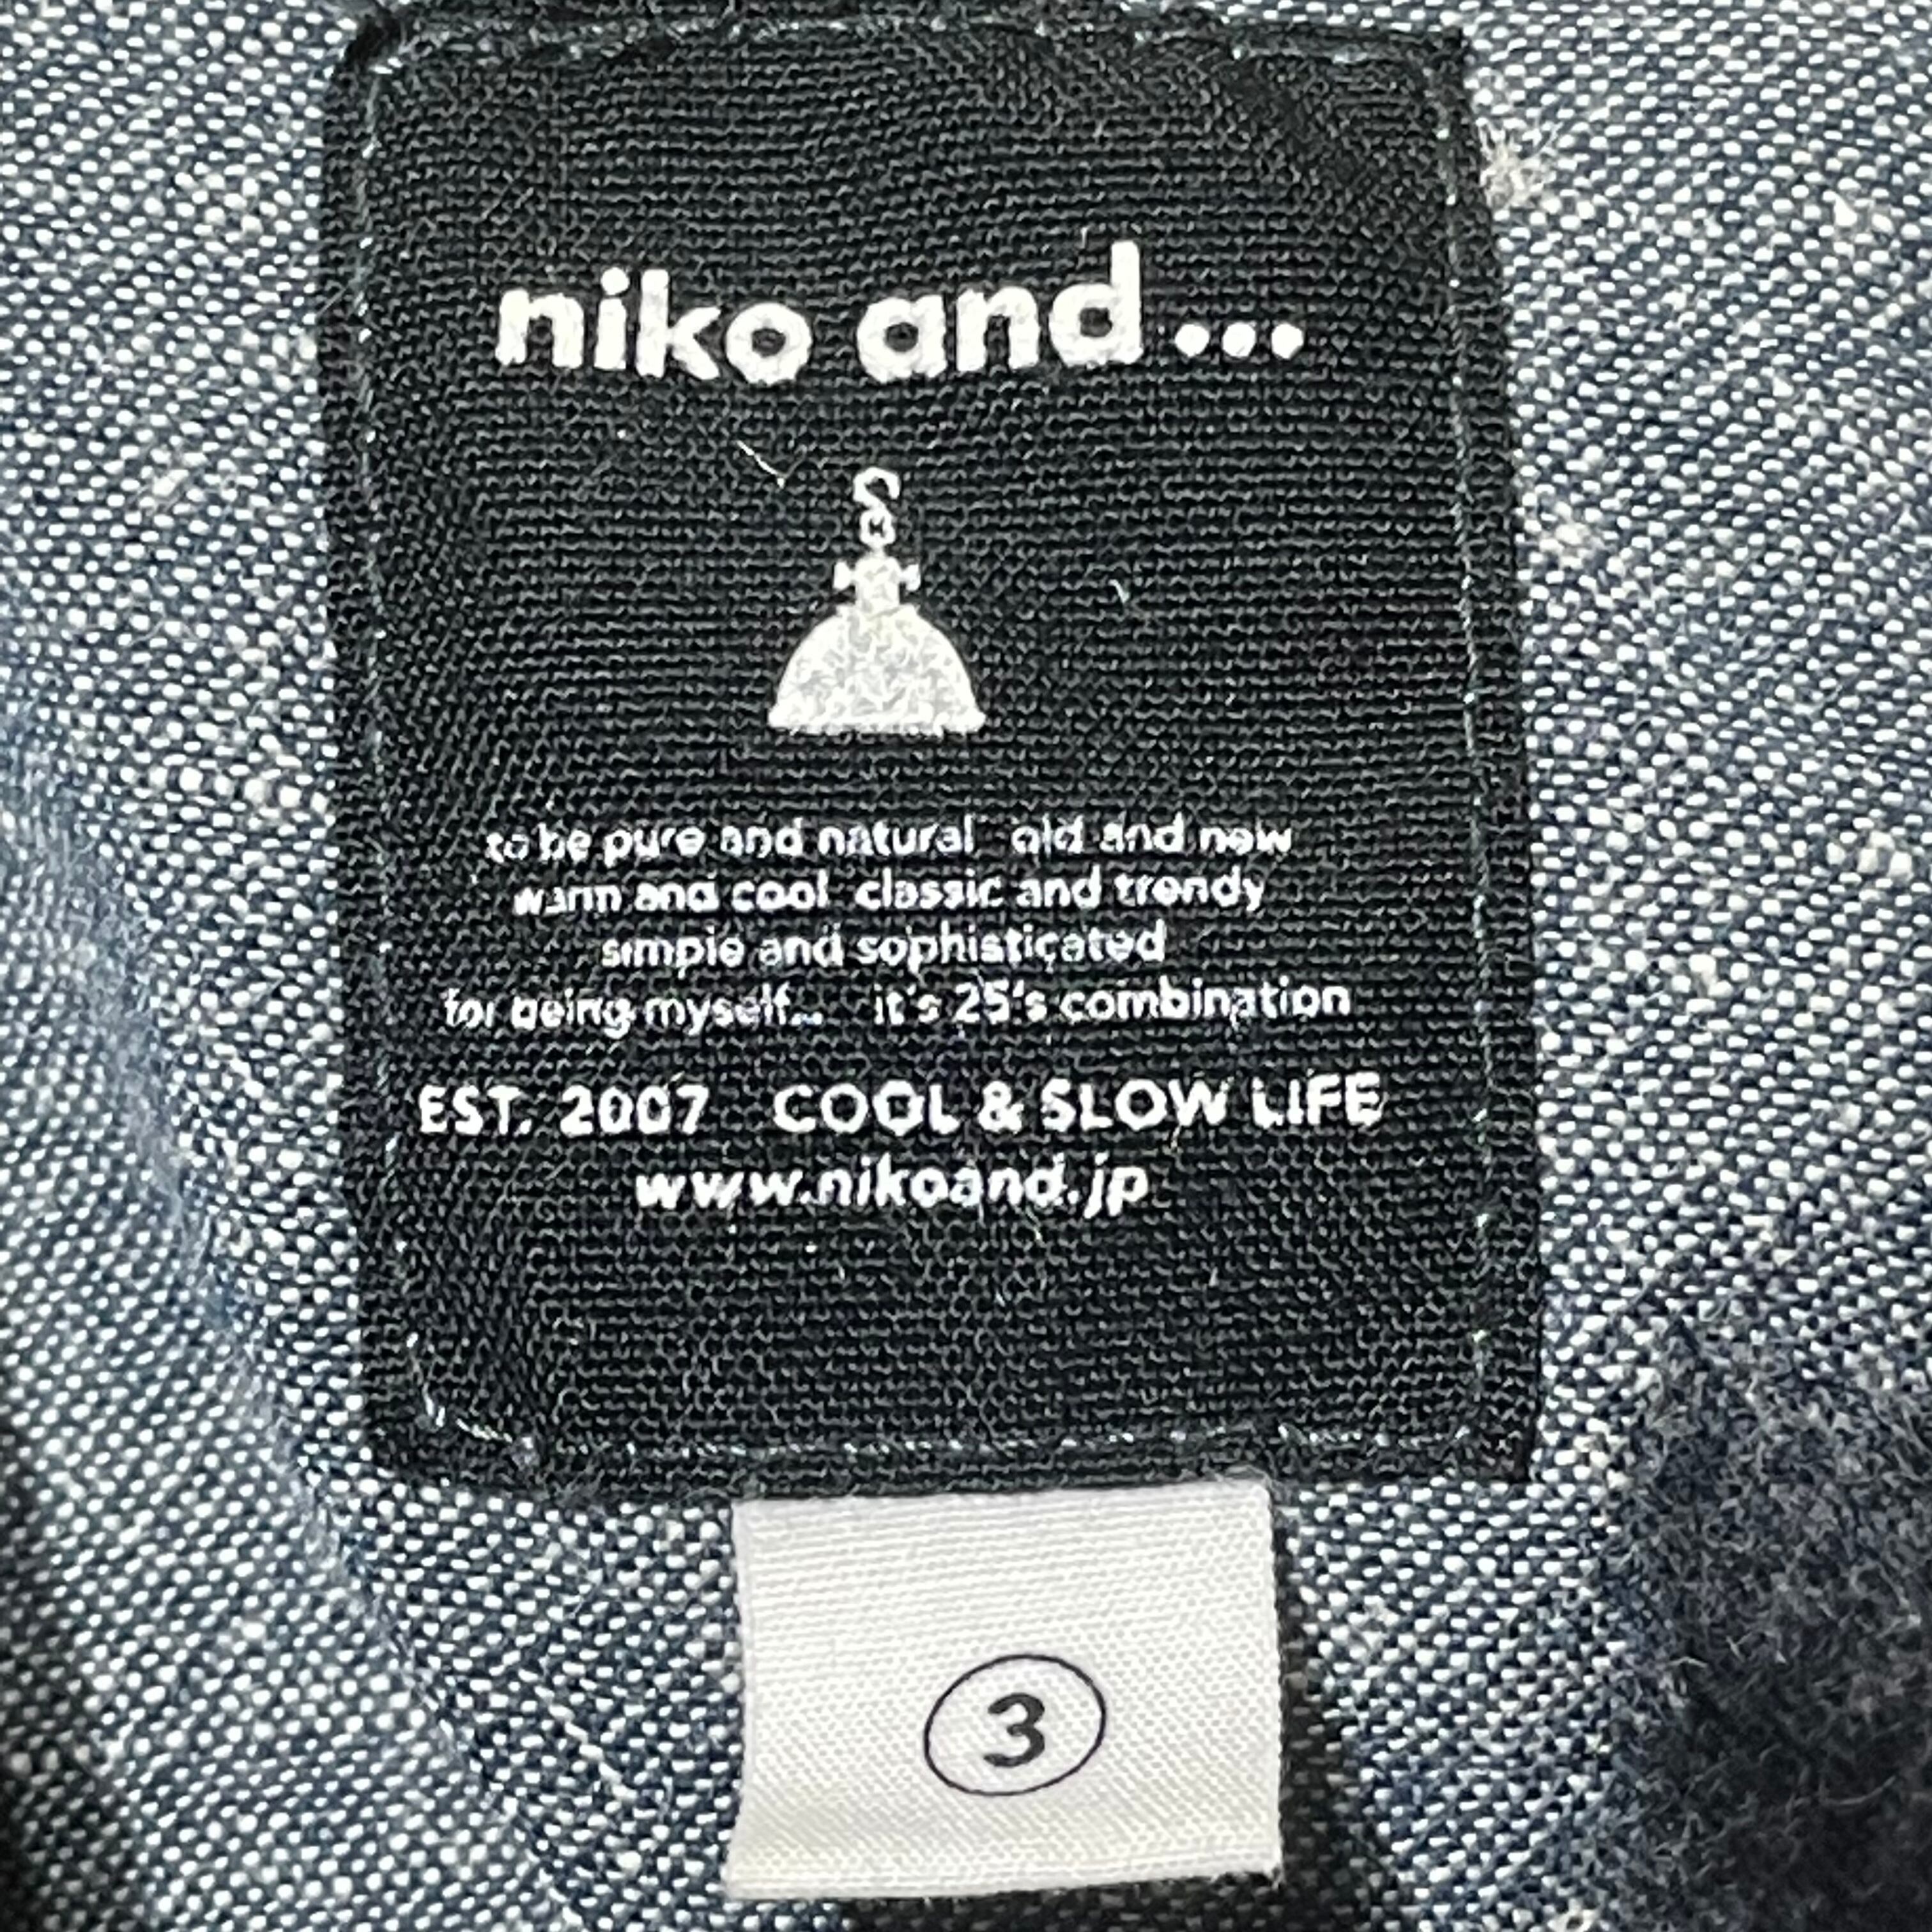 niko and...
to be pure and natural old and new
warm and cool classic and trendy
simple and sophisticated
for being myself... it's 25's combination
EST. 2007 COOL & SLOW LIFE
www.nikoand.jp
3